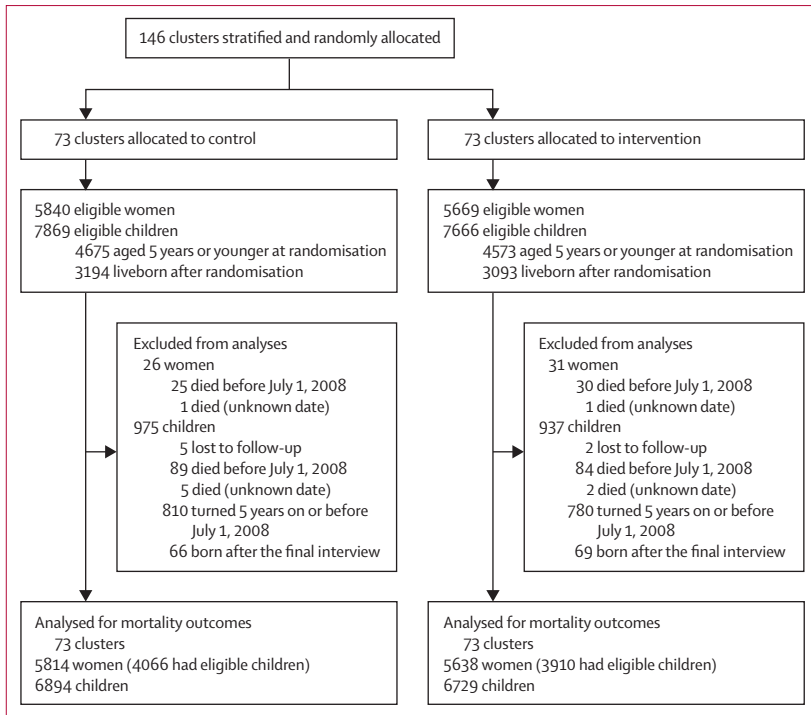 146 clusters stratified and randomly allocated
73 clusters allocated to control
73 clusters allocated to intervention
5840 eligible women
7869 eligible children
4675 aged 5 years or younger at randomisation
3194 liveborn after randomisation
5669 eligible women
7666 eligible children
4573 aged 5 years or younger at randomisation
3093 liveborn after randomisation
Excluded from analyses
26 women
25 died before July 1, 2008
1 died (unknown date)
975 children
5 lost to follow-up
89 died before July 1, 2008
5 died (unknown date)
810 turned 5 years on or before
July 1, 2008
66 born after the final interview
Excluded from analyses
31 women
30 died before July 1, 2008
1 died (unknown date)
937 children
2 lost to follow-up
84 died before July 1, 2008
2 died (unknown date)
780 turned 5 years on or before
July 1, 2008
69 born after the final interview
Analysed for mortality outcomes
73 clusters
5814 women (4066 had eligible children)
6894 children
Analysed for mortality outcomes
73 clusters
5638 women (3910 had eligible children)
6729 children